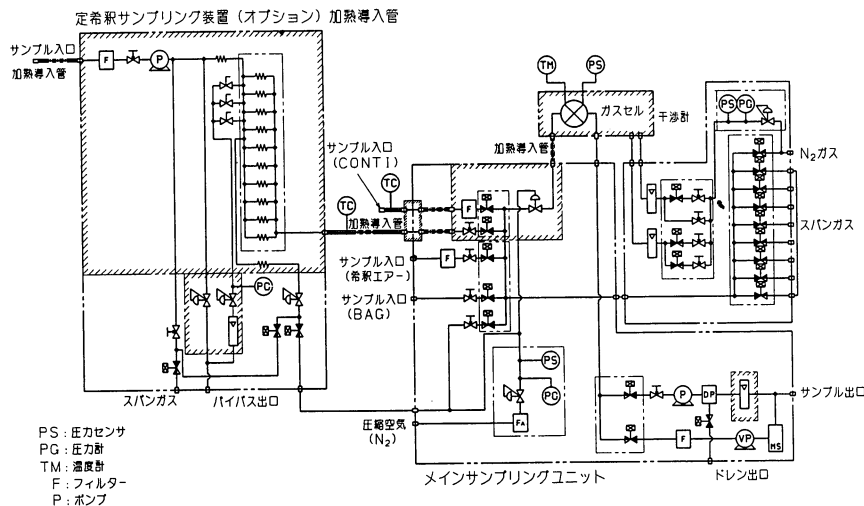 定希釈サンプリング装置(オプション)加熱導入管
サンプル入口
加熱導入管
F
P
TM
PS
ガスセル
干渉計
加熱導入管
PS
PG
N₂ガス
スパンガス
サンプル入口
(CONTI)
TC
TC
加熱導入管
F
サンプル入口
(希釈エアー)
F
サンプル入口
(BAG)
PG
PS
PG
FA
圧縮空気
(N₂)
スパンガス
バイパス出口
P
DP
サンプル出口
F
VP
MS
ドレン出口
メインサンプリングユニット
PS:圧力センサ
PG:圧力計
TM:温度計
F:フィルター
P:ポンプ